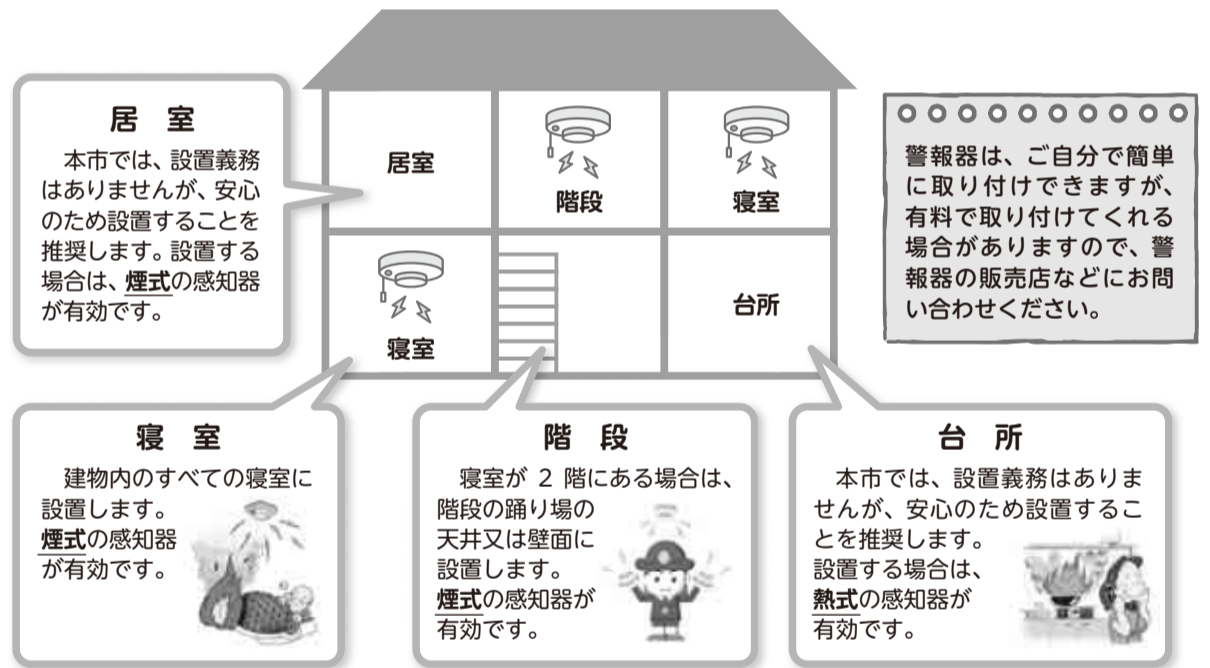 居 室
本市では、設置義務
はありませんが、安心
のため設置することを
推奨します。設置する
場合は、煙式の感知器
が有効です。
居室
階段
寝室
寝室
台所
警報器は、ご自分で簡単
に取り付けできますが、
有料で取り付けてくれる
場合がありますので、警
報器の販売店などにお問
い合わせください。
寝 室
建物内のすべての寝室に
設置します。
煙式の感知器
が有効です。
階 段
寝室が 2 階にある場合は、
階段の踊り場の
天井又は壁面に
設置します。
煙式の感知器が
有効です。
台 所
本市では、設置義務はありま
せんが、安心のため設置するこ
とを推奨します。
設置する場合は、
熱式の感知器が
有効です。